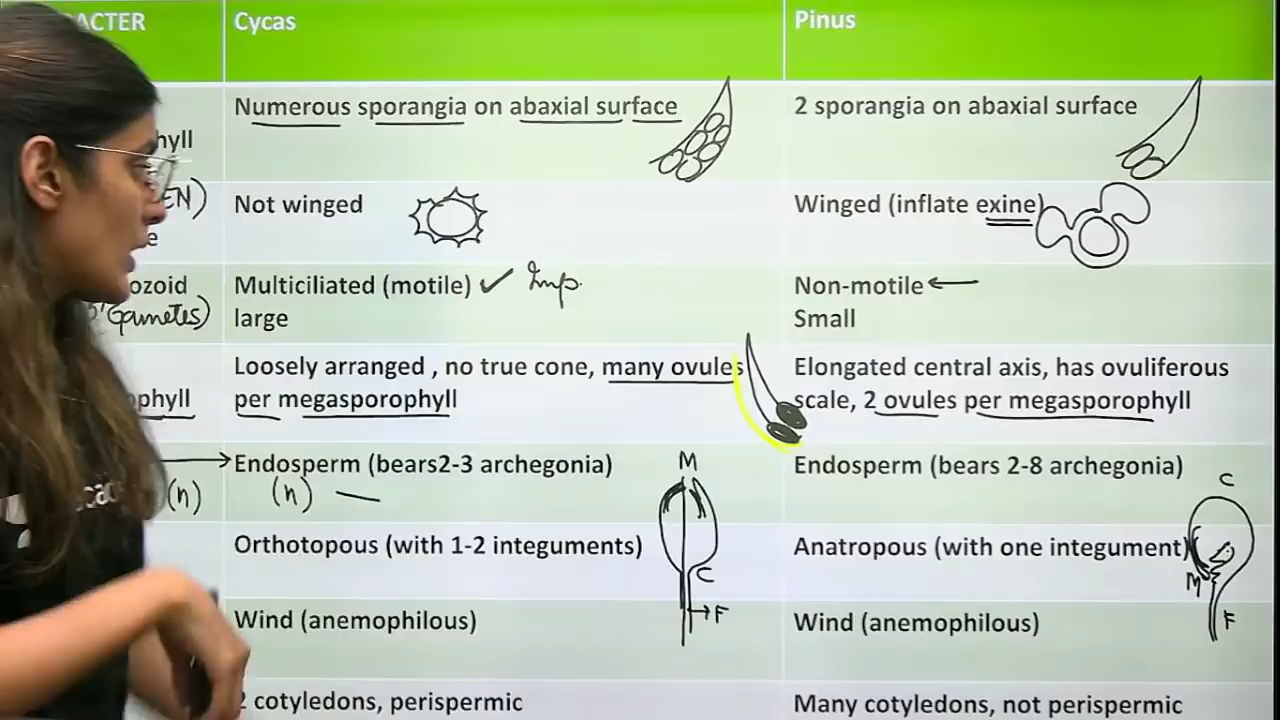 ACTER Cycas Pinus
Numerous sporangia on abaxial surface 2 sporangia on abaxial surface
hyll
EN)
Not winged Winged (inflate exine)
e
ozoid Multiciliated (motile) ✓ Imp. Non-motile ←
Gametes) large Small
Loosely arranged , no true cone, many ovules Elongated central axis, has ovuliferous
phyll per megasporophyll scale, 2 ovules per megasporophyll
→ Endosperm (bears2-3 archegonia) M Endosperm (bears 2-8 archegonia)
(n) (n) — C
Orthotopous (with 1-2 integuments) Anatropous (with one integument)
C M
Wind (anemophilous) → F Wind (anemophilous) F
2 cotyledons, perispermic Many cotyledons, not perispermic